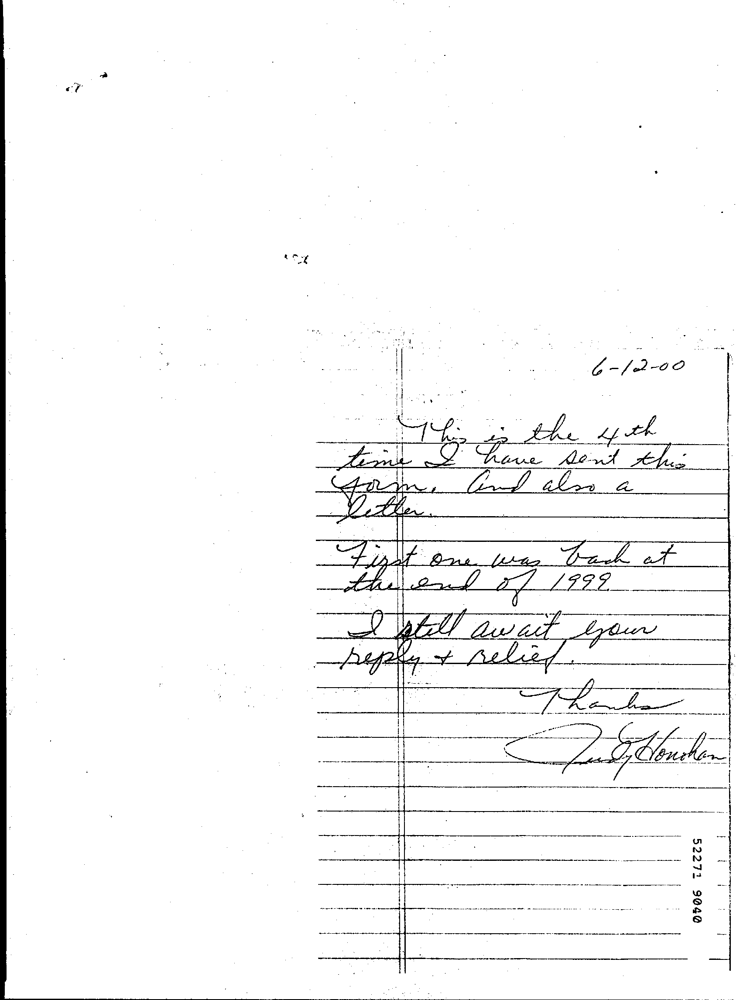 6-12-00
This is the 4th
time I have sent this
form. And also a
letter.
First one was back at
the end of 1999
I still await your
reply + relief.
Thanks
Judy Honohan
52271 9040